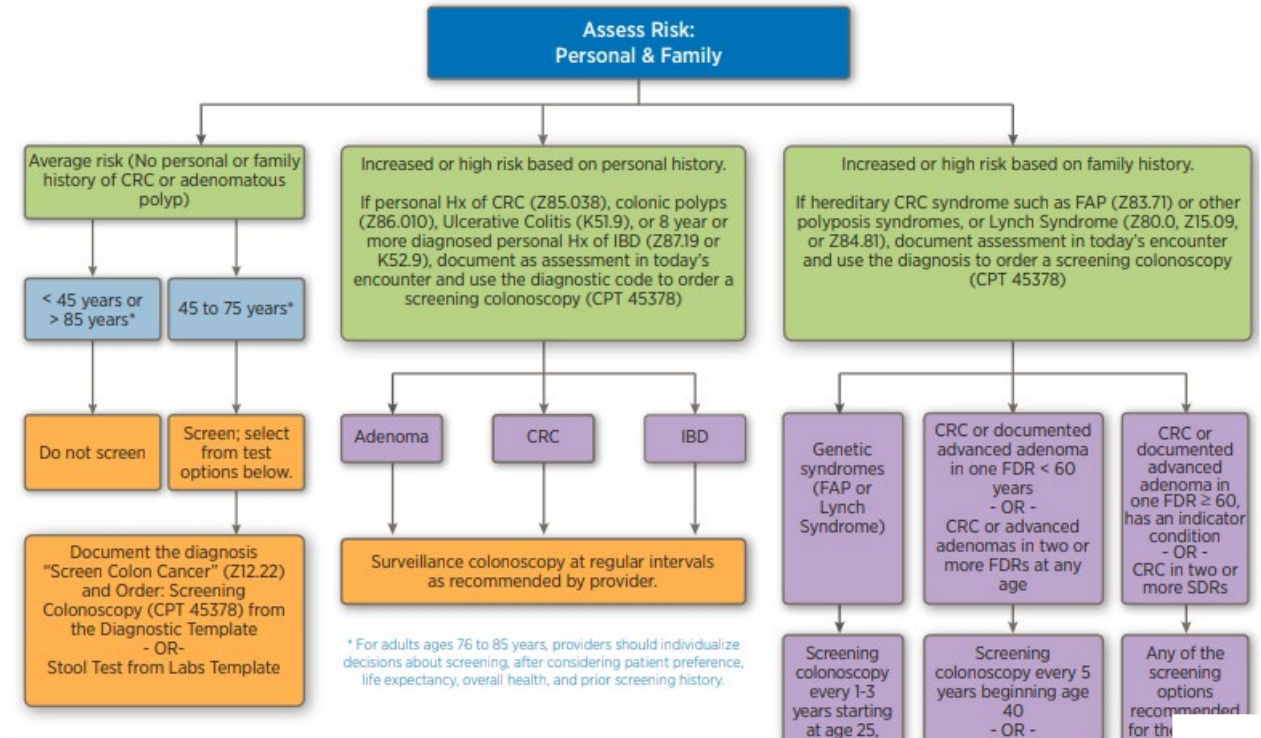 Assess Risk:
Personal & Family
Average risk (No personal or family
history of CRC or adenomatous
polyp)
< 45 years or
> 85 years*
45 to 75 years*
Do not screen
Screen; select
from test
options below.
Document the diagnosis
“Screen Colon Cancer” (Z12.22)
and Order: Screening
Colonoscopy (CPT 45378) from
the Diagnostic Template
- OR-
Stool Test from Labs Template
Increased or high risk based on personal history.
If personal Hx of CRC (Z85.038), colonic polyps
(Z86.010), Ulcerative Colitis (K51.9), or 8 year or
more diagnosed personal Hx of IBD (Z87.19 or
K52.9), document as assessment in today’s
encounter and use the diagnostic code to order a
screening colonoscopy (CPT 45378)
Adenoma
CRC
IBD
Surveillance colonoscopy at regular intervals
as recommended by provider.
* For adults ages 76 to 85 years, providers should individualize
decisions about screening, after considering patient preference,
life expectancy, overall health, and prior screening history.
Increased or high risk based on family history.
If hereditary CRC syndrome such as FAP (Z83.71) or other
polyposis syndromes, or Lynch Syndrome (Z80.0, Z15.09,
or Z84.81), document assessment in today’s encounter
and use the diagnosis to order a screening colonoscopy
(CPT 45378)
Genetic
syndromes
(FAP or
Lynch
Syndrome)
Screening
colonoscopy
every 1-3
years starting
at age 25,
CRC or documented
advanced adenoma
in one FDR < 60
years
- OR -
CRC or advanced
adenomas in two or
more FDRs at any
age
Screening
colonoscopy every 5
years beginning age
40
- OR -
CRC or
documented
advanced
adenoma in
one FDR ≥ 60,
has an indicator
condition
- OR -
CRC in two or
more SDRs
Any of the
screening
options
recommended
for the